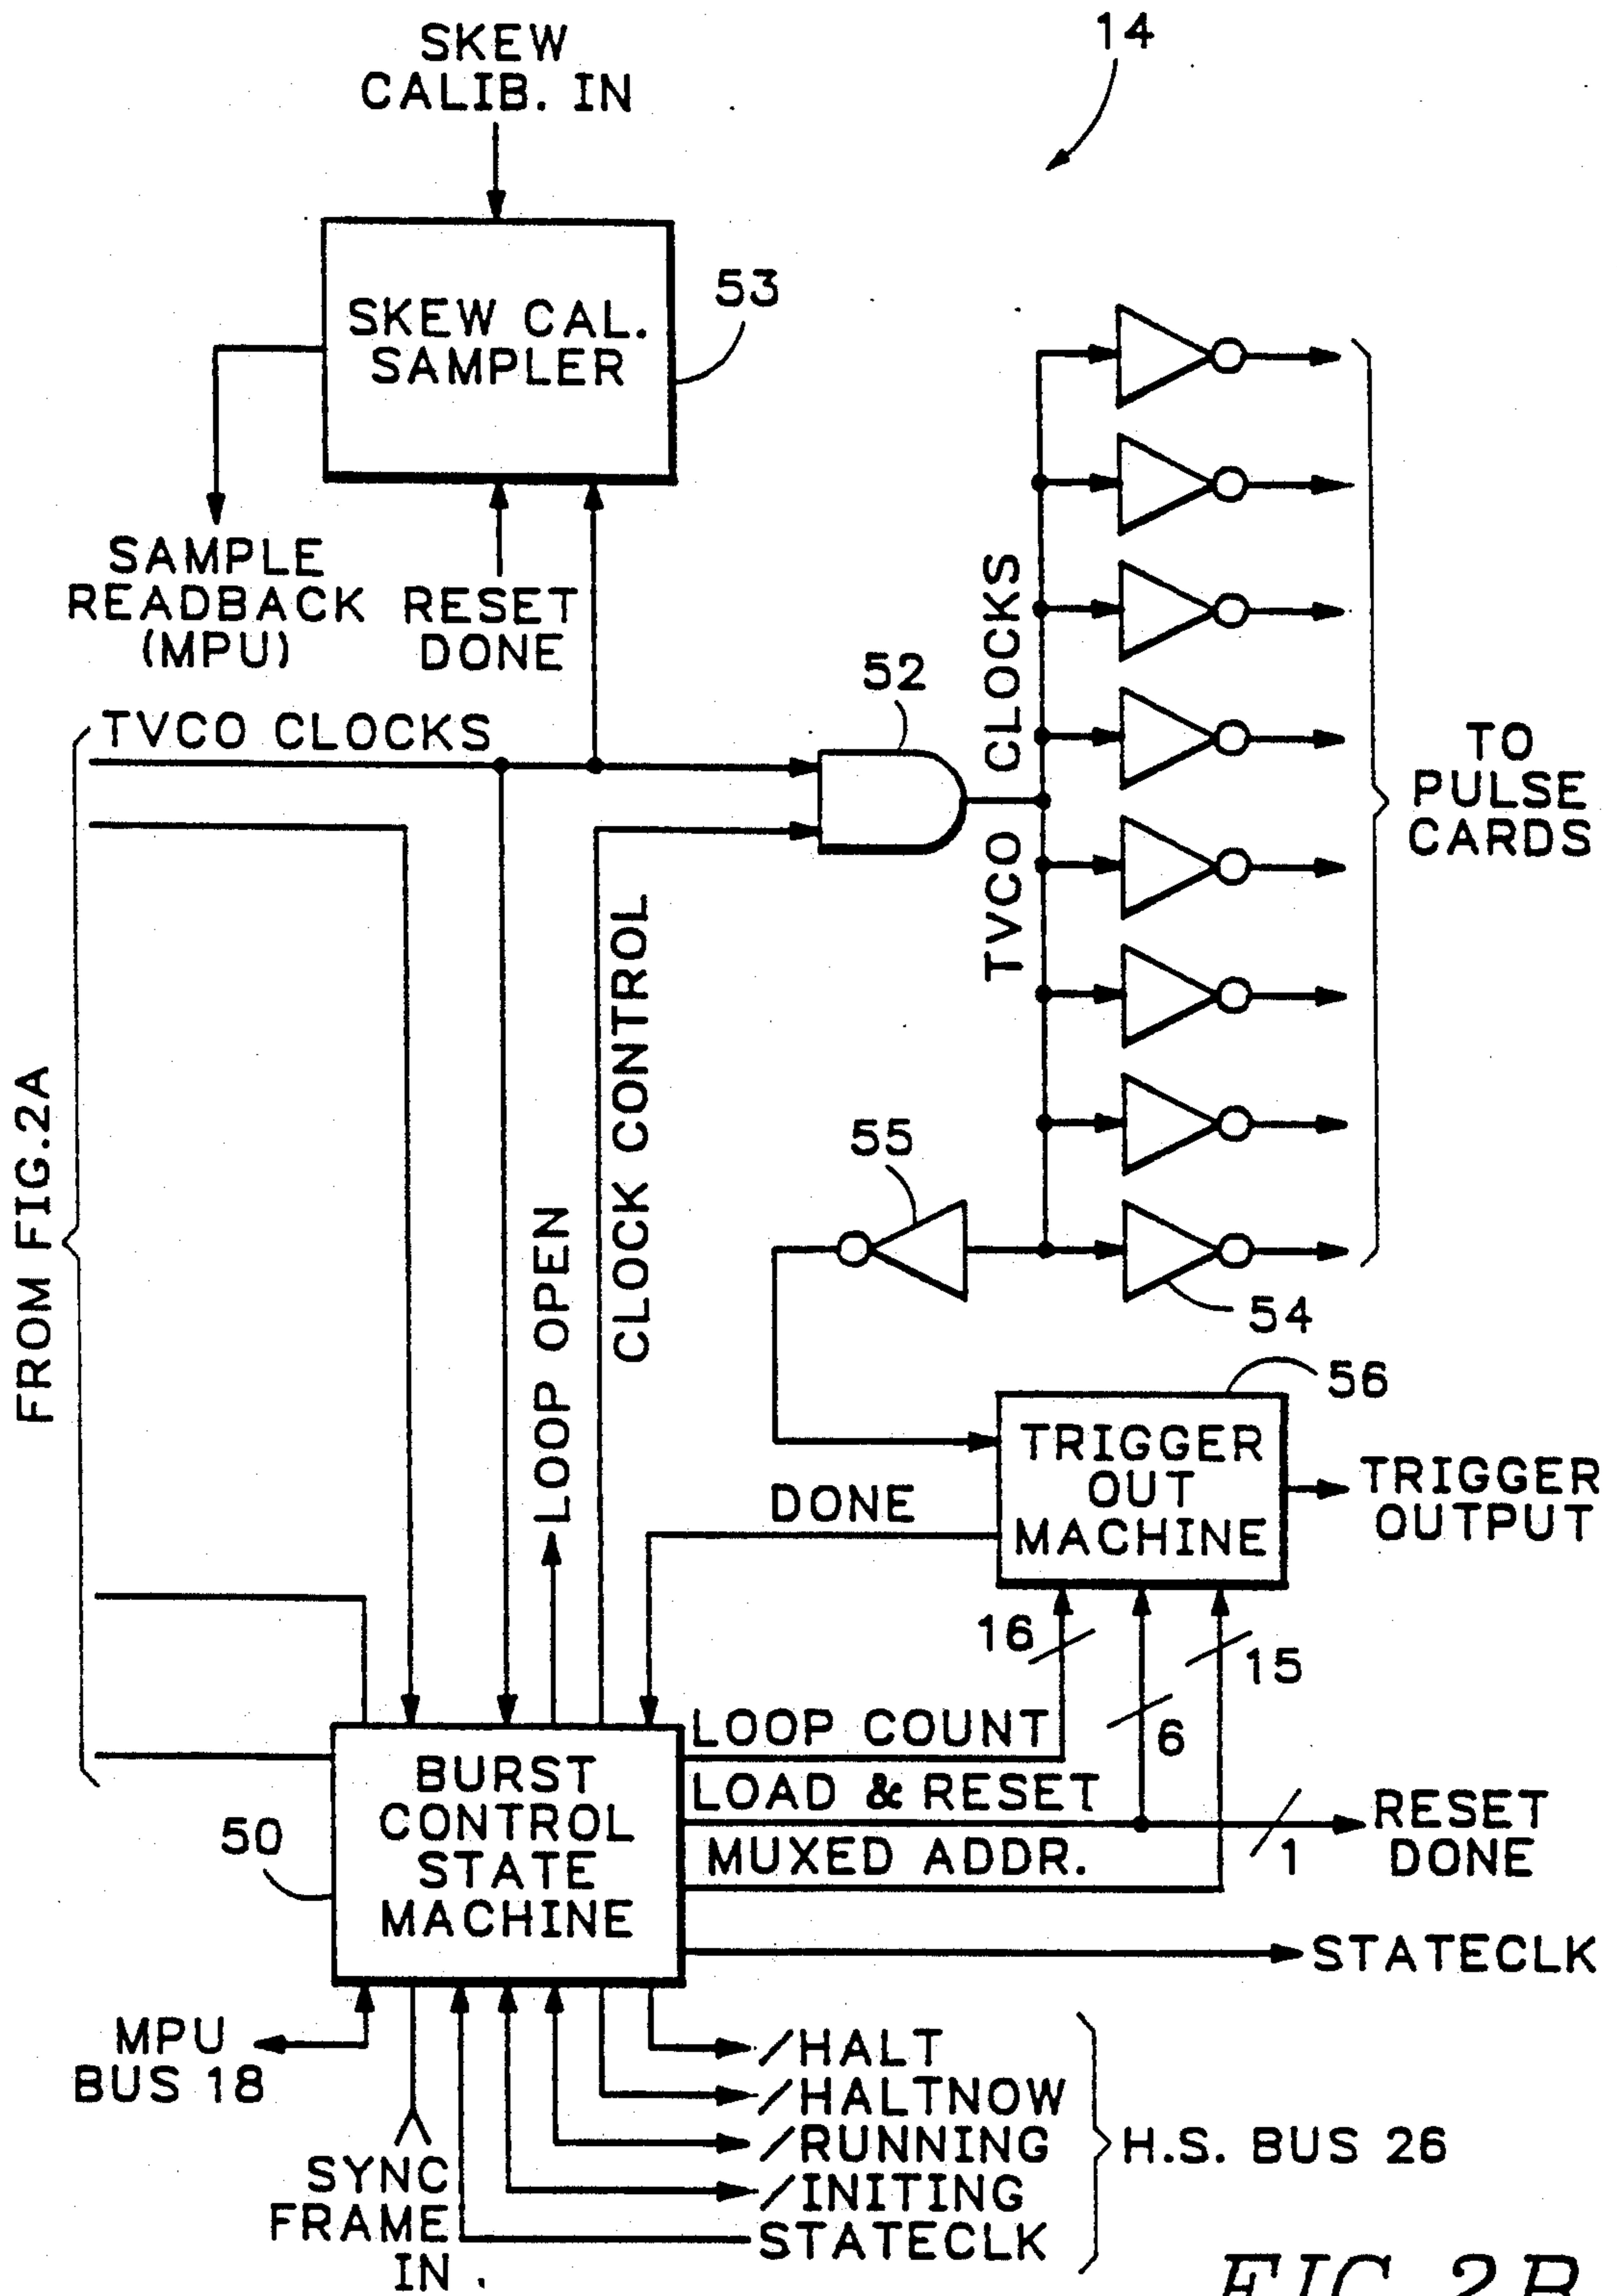 SKEW
CALIB. IN
14
SKEW CAL.
SAMPLER
53
SAMPLE
READBACK
(MPU)
RESET
DONE
TVCO CLOCKS
52
TVCO CLOCKS
TO
PULSE
CARDS
FROM FIG.2A
LOOP OPEN
CLOCK CONTROL
55
54
56
TRIGGER
OUT
MACHINE
TRIGGER
OUTPUT
DONE
16
15
6
LOOP COUNT
LOAD & RESET
MUXED ADDR.
1
RESET
DONE
BURST
CONTROL
STATE
MACHINE
50
STATECLK
MPU
BUS 18
SYNC
FRAME
IN
/HALT
/HALTNOW
/RUNNING
/INITING
STATECLK
H.S. BUS 26
FIG.2B